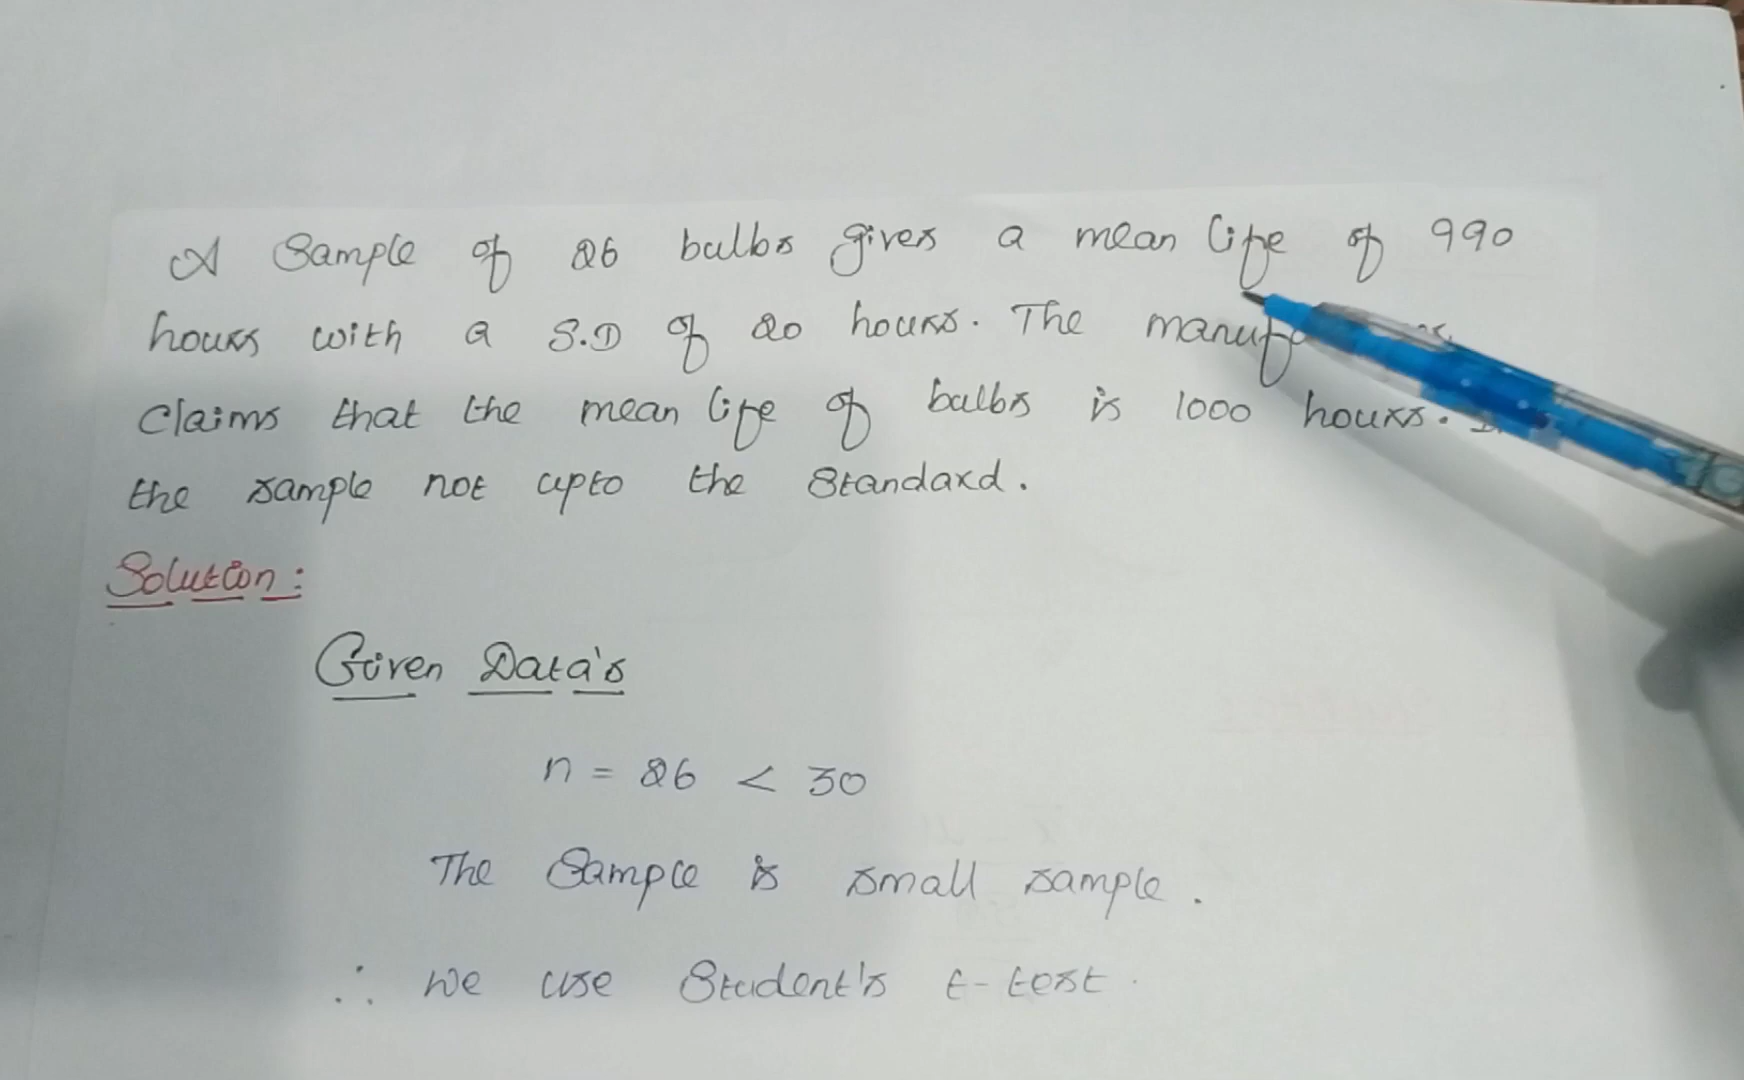 A Sample of 26 bulbs gives a mean life of 990
hours with a S.D of 20 hours. The
claims that the mean life of bulbs is 1000 hours.
the sample not upto the Standard.
Solution:
Given Data's
n = 26 < 30
The Sample is small sample.
∴ we use Student's t-test.